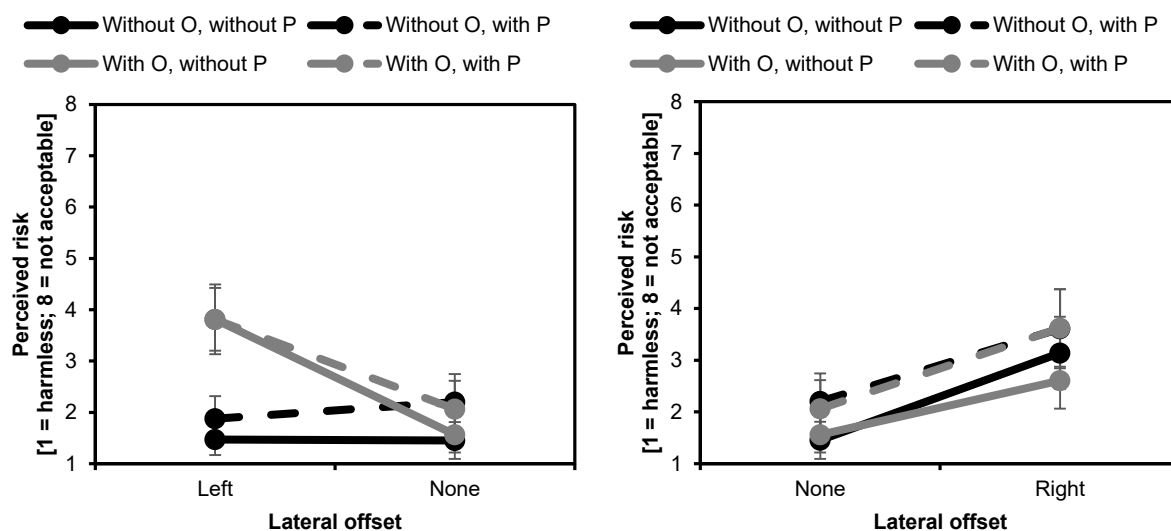 Without O, without P
Without O, with P
With O, without P
With O, with P
Perceived risk
[1 = harmless; 8 = not acceptable]
8
7
6
5
4
3
2
1
Left
None
Lateral offset
Without O, without P
Without O, with P
With O, without P
With O, with P
Perceived risk
[1 = harmless; 8 = not acceptable]
8
7
6
5
4
3
2
1
None
Right
Lateral offset